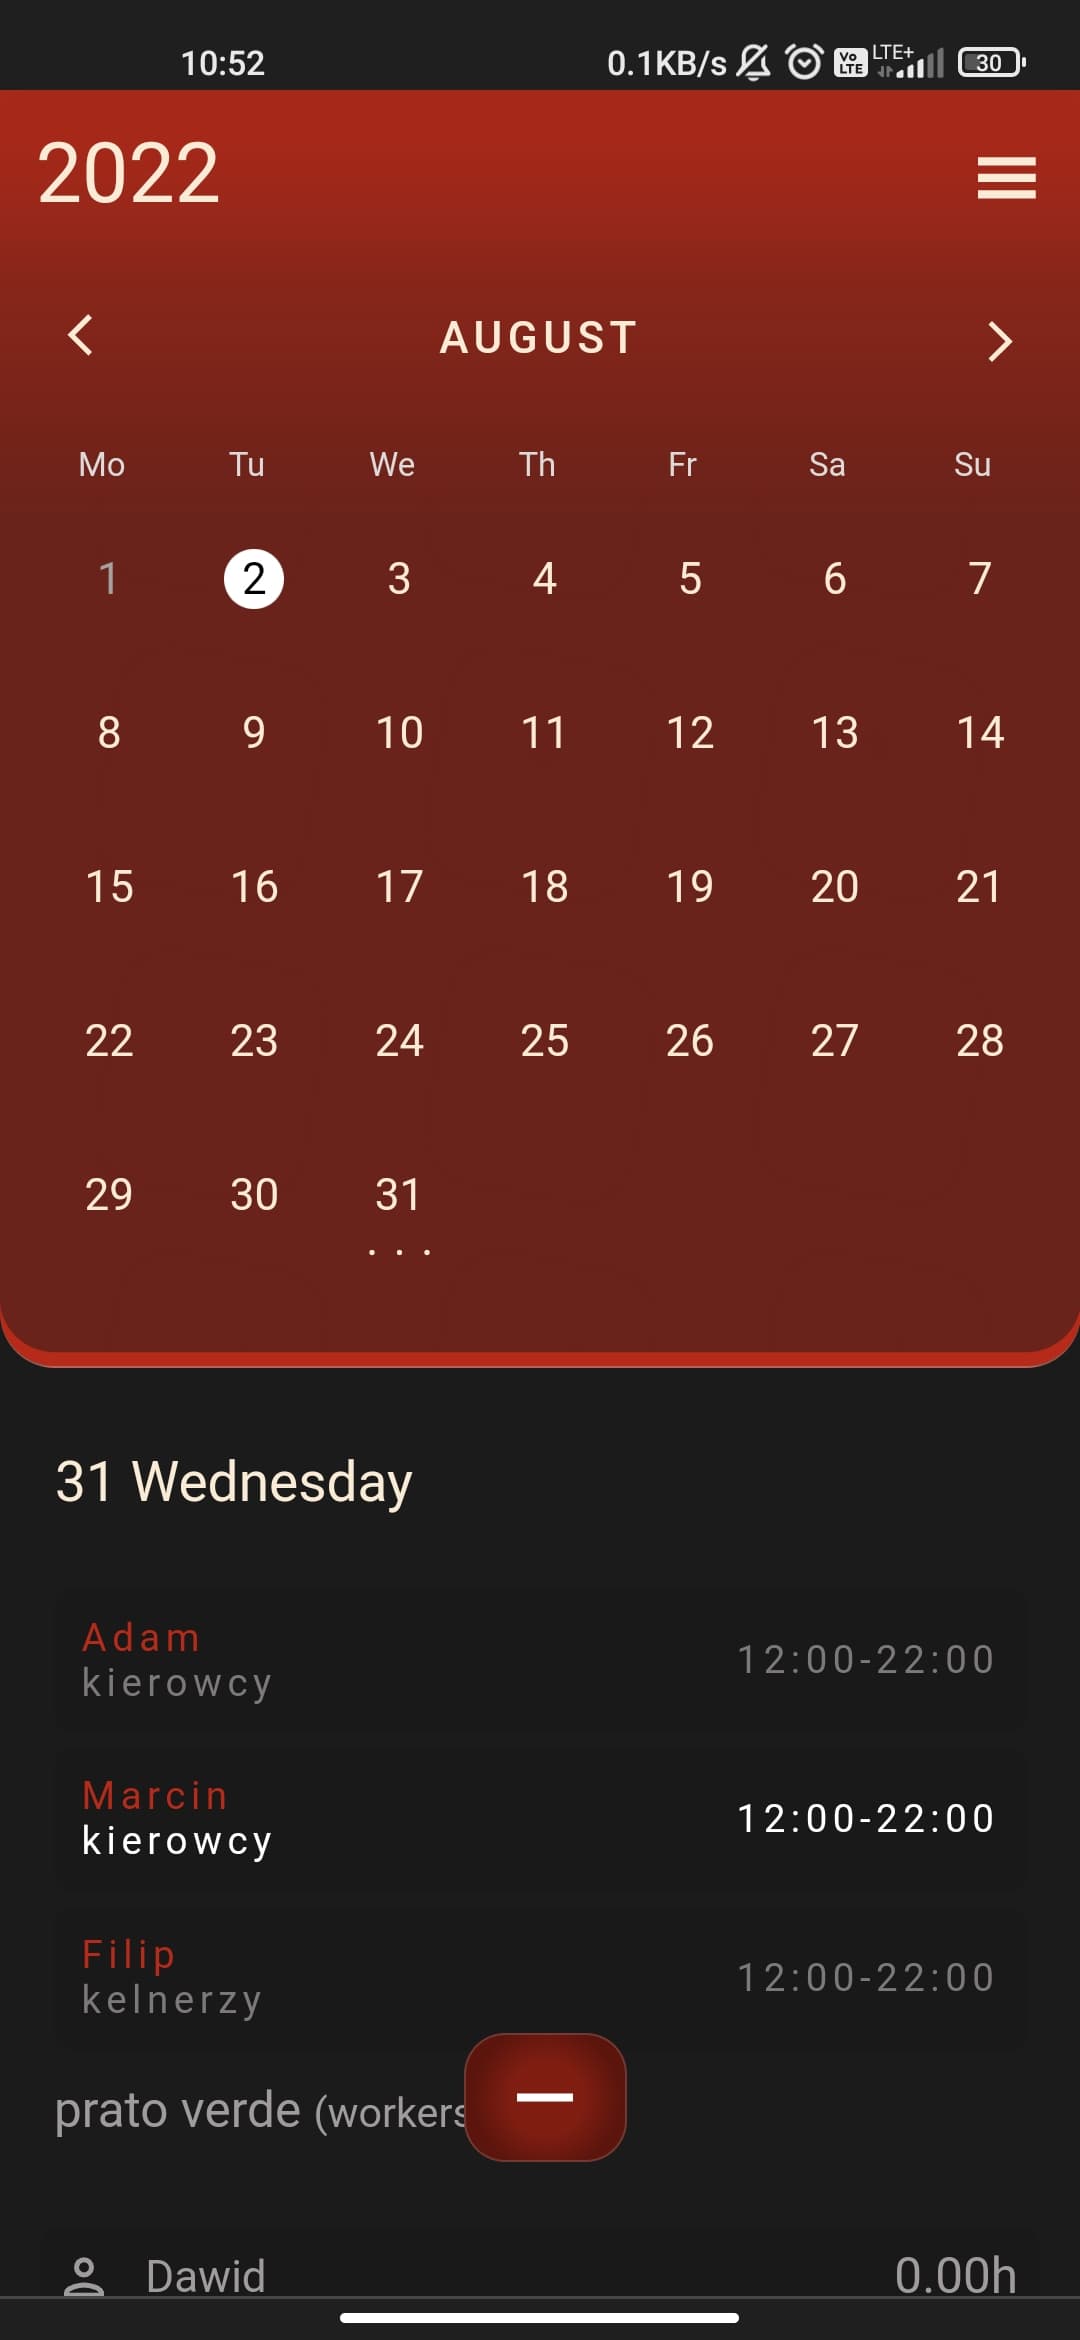 10:52 0.1KB/s Vo LTE LTE+ 30
2022
AUGUST
Mo Tu We Th Fr Sa Su
1 2 3 4 5 6 7
8 9 10 11 12 13 14
15 16 17 18 19 20 21
22 23 24 25 26 27 28
29 30 31
31 Wednesday
Adam
kierowcy 12:00-22:00
Marcin
kierowcy 12:00-22:00
Filip
kelnerzy 12:00-22:00
prato verde (workers
Dawid 0.00h